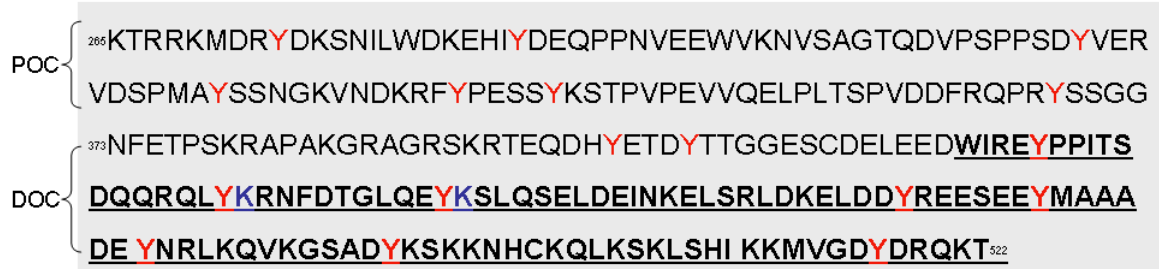 265KTRRKMDRYDKSNILWDKEHIYDEQPPNVEEWVKNVSAGTQDVPSPPSDYVER
POC
VDSPMAYSSNGKVNDKRFYPESSYKSTPVPEVVQELPLTSPVDDFRQPRYSSGG
373NFETPSKRAPAKGRAGRSKRTEQDHYETDYTTGGESCDELEEDWIREYPPITS
DOC DQQRQLYKRNFDTGLQEYKSLQSELDEINKELSRLDKELDDYREESEEYMAAA
DE YNRLKQVKGSADYKSKKNHCKQLKSKLSHI KKMVGDYDRQKT522